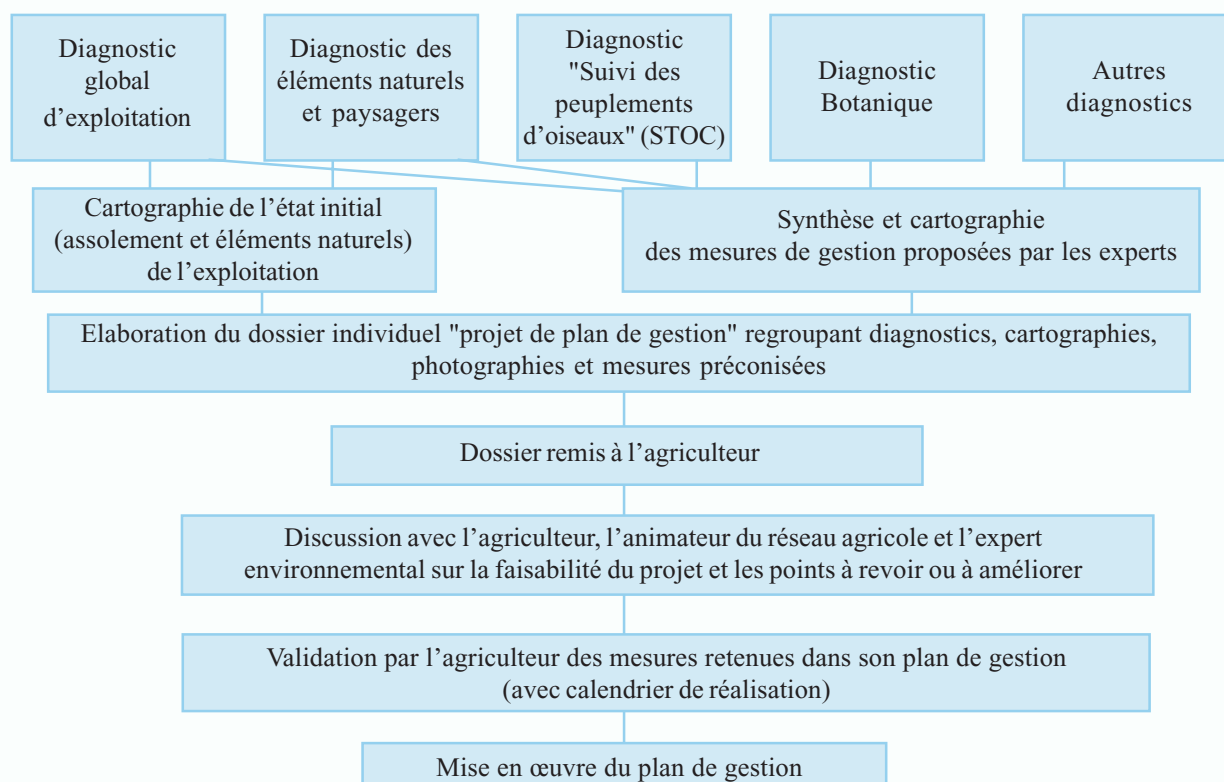 Diagnostic
global
d’exploitation
Diagnostic des
éléments naturels
et paysagers
Diagnostic
"Suivi des
peuplements
d’oiseaux" (STOC)
Diagnostic
Botanique
Autres
diagnostics
Cartographie de l’état initial
(assolement et éléments naturels)
de l’exploitation
Synthèse et cartographie
des mesures de gestion proposées par les experts
Elaboration du dossier individuel "projet de plan de gestion" regroupant diagnostics, cartographies,
photographies et mesures préconisées
Dossier remis à l’agriculteur
Discussion avec l’agriculteur, l’animateur du réseau agricole et l’expert
environnemental sur la faisabilité du projet et les points à revoir ou à améliorer
Validation par l’agriculteur des mesures retenues dans son plan de gestion
(avec calendrier de réalisation)
Mise en œuvre du plan de gestion